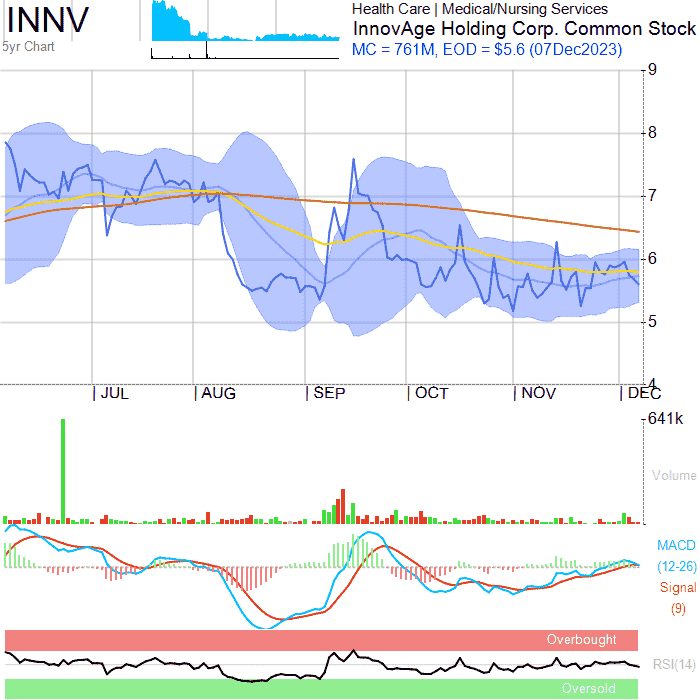 INNV
5yr Chart
Health Care | Medical/Nursing Services
InnovAge Holding Corp. Common Stock
MC = 761M, EOD = $5.6 (07Dec2023)
9
8
7
6
5
4
JUL AUG SEP OCT NOV DEC
641k
Volume
MACD
(12-26)
Signal
(9)
Overbought
RSI(14)
Oversold